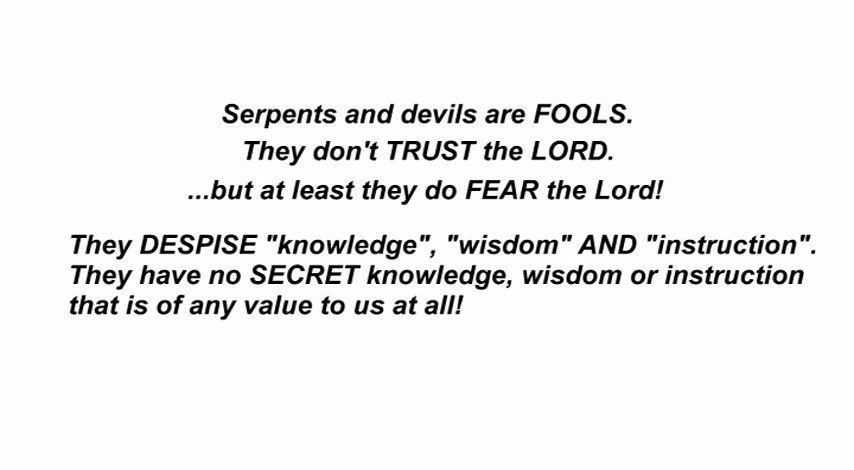 Serpents and devils are FOOLS.
They don't TRUST the LORD.
...but at least they do FEAR the Lord!
They DESPISE "knowledge", "wisdom" AND "instruction".
They have no SECRET knowledge, wisdom or instruction
that is of any value to us at all!